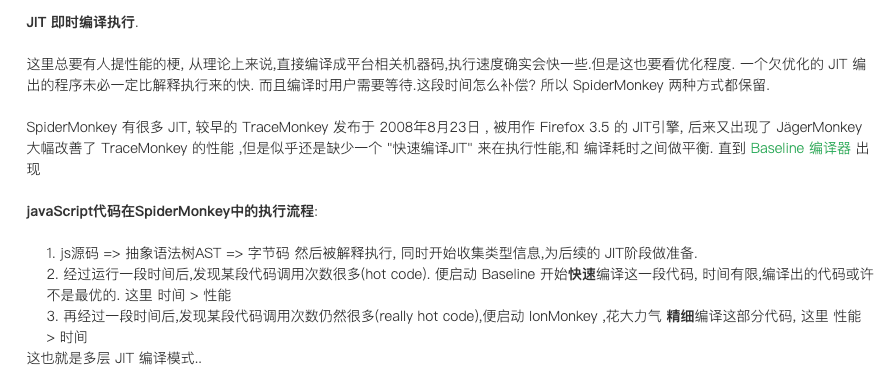 JIT 即时编译执行.
这里总要有人提性能的梗, 从理论上来说,直接编译成平台相关机器码,执行速度确实会快一些.但是这也要看优化程度. 一个欠优化的 JIT 编
出的程序未必一定比解释执行来的快. 而且编译时用户需要等待.这段时间怎么补偿? 所以 SpiderMonkey 两种方式都保留.
SpiderMonkey 有很多 JIT, 较早的 TraceMonkey 发布于 2008年8月23日 , 被用作 Firefox 3.5 的 JIT引擎, 后来又出现了 JägerMonkey
大幅改善了 TraceMonkey 的性能 ,但是似乎还是缺少一个 "快速编译JIT" 来在执行性能,和 编译耗时之间做平衡. 直到 Baseline 编译器 出
现
javaScript代码在SpiderMonkey中的执行流程:
1. js源码 => 抽象语法树AST => 字节码 然后被解释执行, 同时开始收集类型信息,为后续的 JIT阶段做准备.
2. 经过运行一段时间后,发现某段代码调用次数很多(hot code). 便启动 Baseline 开始快速编译这一段代码, 时间有限,编译出的代码或许
不是最优的. 这里 时间 > 性能
3. 再经过一段时间后,发现某段代码调用次数仍然很多(really hot code),便启动 IonMonkey ,花大力气 精细编译这部分代码, 这里 性能
> 时间
这也就是多层 JIT 编译模式..